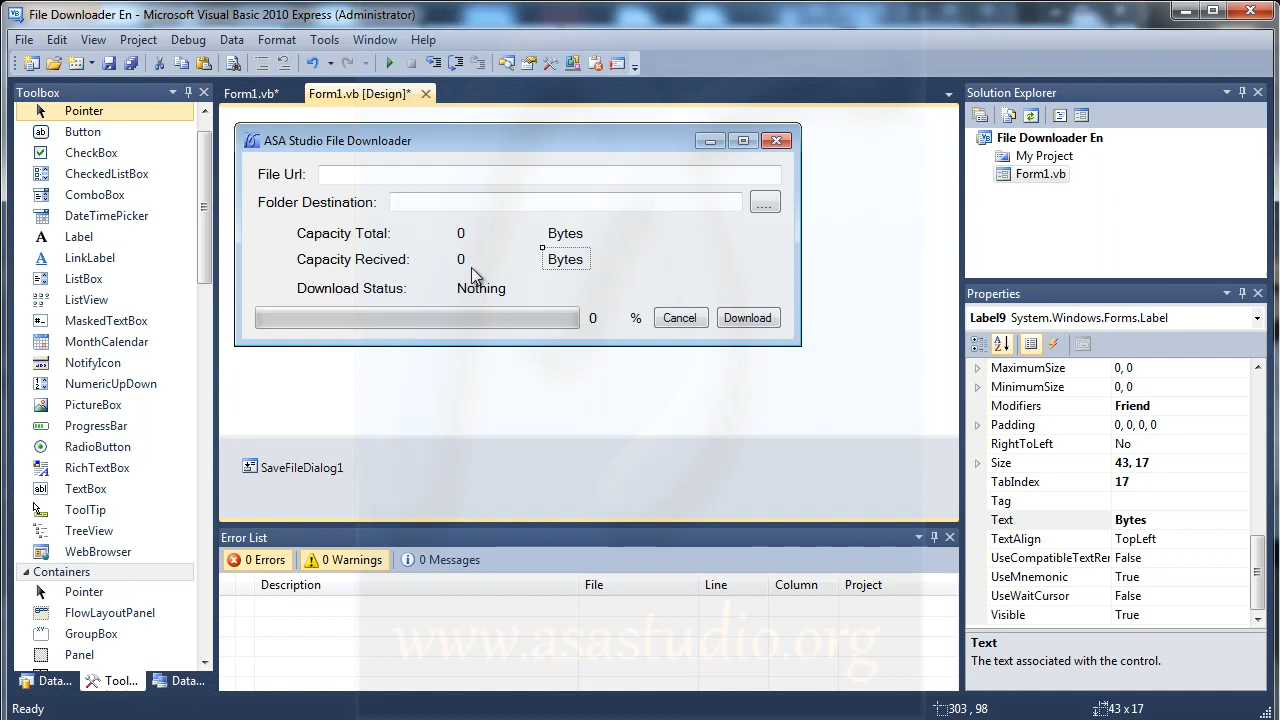 File Downloader En - Microsoft Visual Basic 2010 Express (Administrator)
File Edit View Project Debug Data Format Tools Window Help
Toolbox
Pointer
Button
CheckBox
CheckedListBox
ComboBox
DateTimePicker
Label
LinkLabel
ListBox
ListView
MaskedTextBox
MonthCalendar
NotifyIcon
NumericUpDown
PictureBox
ProgressBar
RadioButton
RichTextBox
TextBox
ToolTip
TreeView
WebBrowser
Containers
Pointer
FlowLayoutPanel
GroupBox
Panel
Data... Tool... Data...
Form1.vb* Form1.vb [Design]*
ASA Studio File Downloader
File Url:
Folder Destination: ....
Capacity Total: 0 Bytes
Capacity Recived: 0 Bytes
Download Status: Nothing
0 % Cancel Download
SaveFileDialog1
Error List
0 Errors 0 Warnings 0 Messages
Description File Line Column Project
www.asastudio.org
Solution Explorer
File Downloader En
My Project
Form1.vb
Properties
Label9 System.Windows.Forms.Label
MaximumSize 0, 0
MinimumSize 0, 0
Modifiers Friend
Padding 0, 0, 0, 0
RightToLeft No
Size 43, 17
TabIndex 17
Tag
Text Bytes
TextAlign TopLeft
UseCompatibleTextRe False
UseMnemonic True
UseWaitCursor False
Visible True
Text
The text associated with the control.
Ready 303 , 98 43 x 17